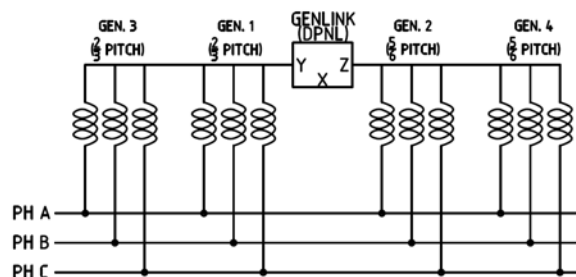 GEN. 3
(2/3 PITCH)
GEN. 1
(2/3 PITCH)
GENLINK
(DPNL)
GEN. 2
(5/6 PITCH)
GEN. 4
(5/6 PITCH)
Y
Z
X
PH A
PH B
PH C